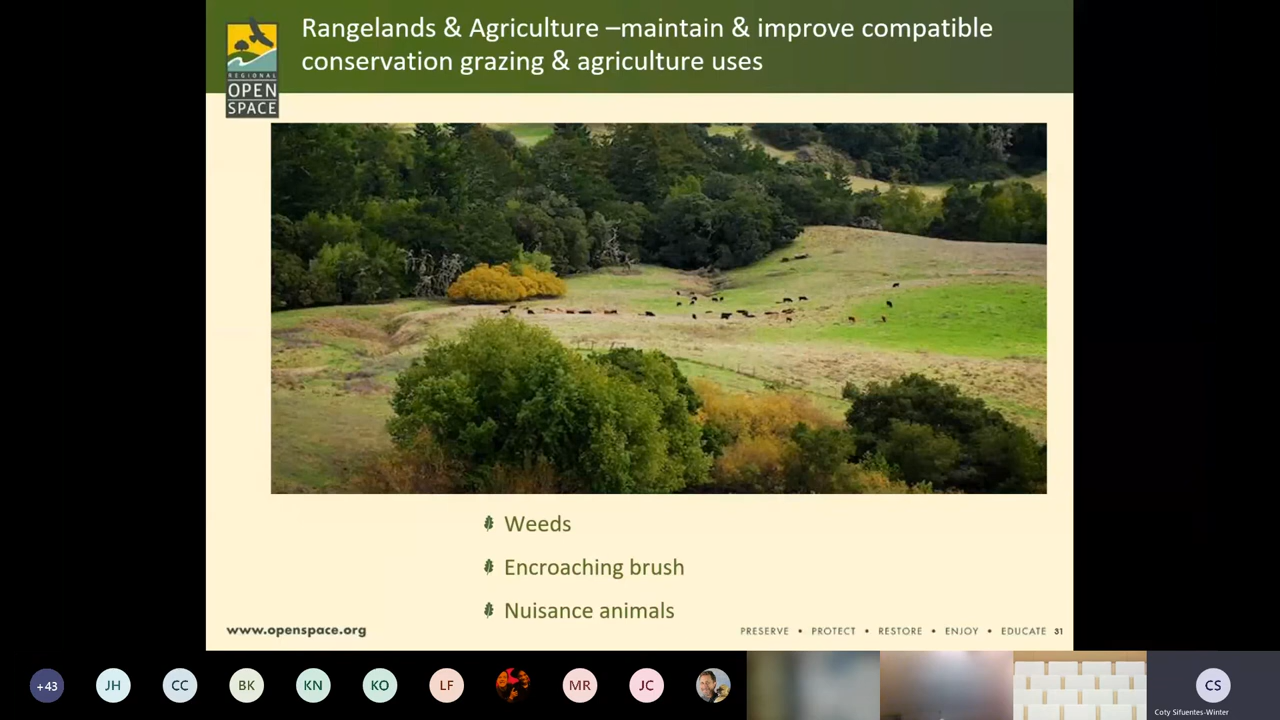 Rangelands & Agriculture –maintain & improve compatible
conservation grazing & agriculture uses
REGIONAL
OPEN
SPACE
Weeds
Encroaching brush
Nuisance animals
www.openspace.org
PRESERVE • PROTECT • RESTORE • ENJOY • EDUCATE 31
+43 JH CC BK KN KO LF MR JC CS
Coty Sifuentes-Winter